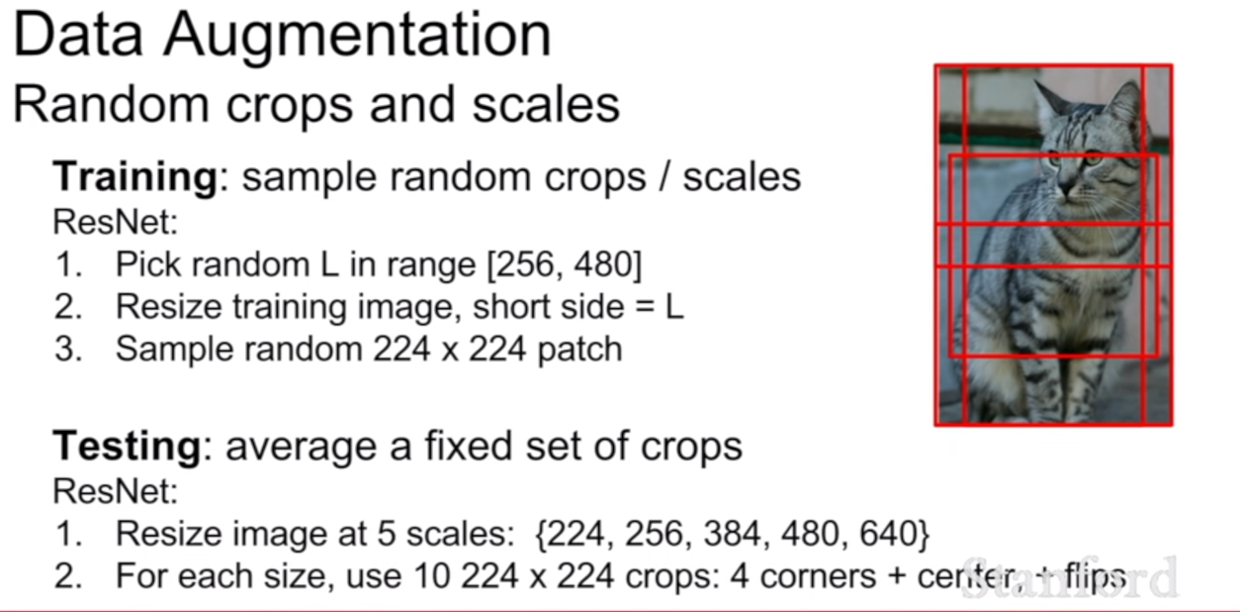 Data Augmentation
Random crops and scales
Training: sample random crops / scales
ResNet:
1. Pick random L in range [256, 480]
2. Resize training image, short side = L
3. Sample random 224 x 224 patch
Testing: average a fixed set of crops
ResNet:
1. Resize image at 5 scales: {224, 256, 384, 480, 640}
2. For each size, use 10 224 x 224 crops: 4 corners + center, + flips
Stanford